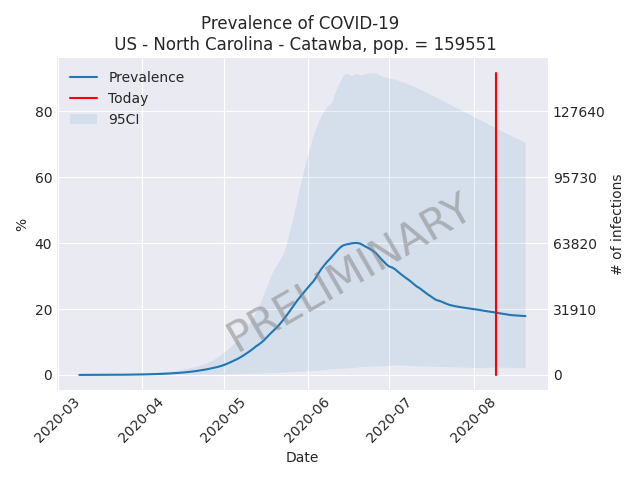 Prevalence of COVID-19
US - North Carolina - Catawba, pop. = 159551
Prevalence
Today
95CI
80
60
40
20
0
%
127640
95730
63820
31910
0
# of infections
PRELIMINARY
2020-03
2020-04
2020-05
2020-06
2020-07
2020-08
Date